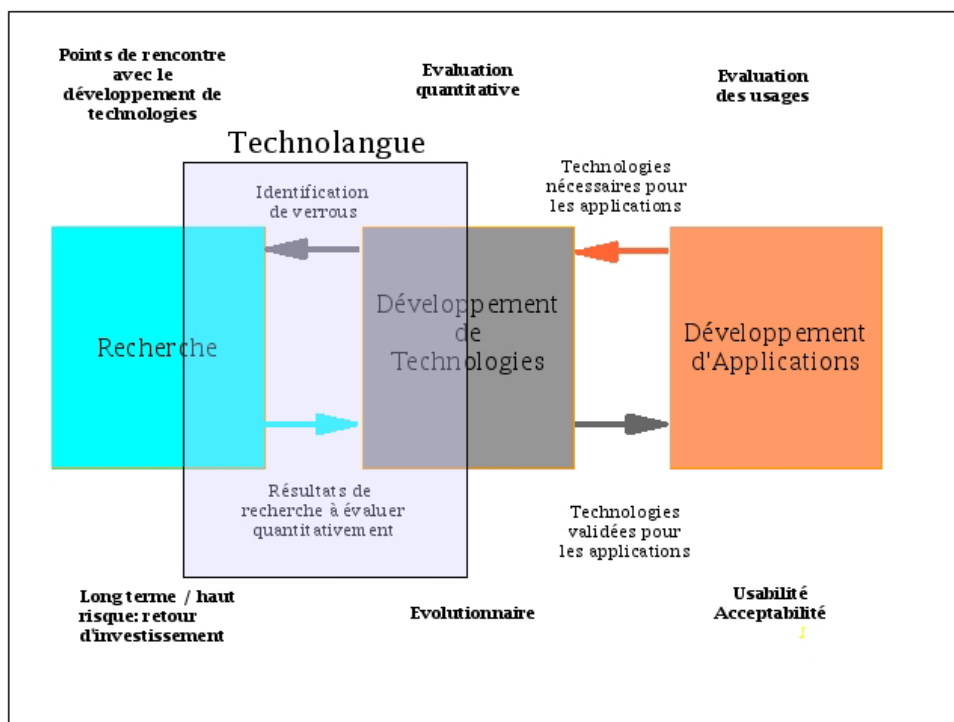 Points de rencontre
avec le
développement de
technologies
Evaluation
quantitative
Evaluation
des usages
Technolangue
Identification
de verrous
Technologies
nécessaires pour
les applications
Recherche
Développement
de
Technologies
Développement
d'Applications
Résultats de
recherche à évaluer
quantitativement
Technologies
validées pour
les applications
Long terme / haut
risque: retour
d'investissement
Evolutionnaire
Usabilité
Acceptabilité